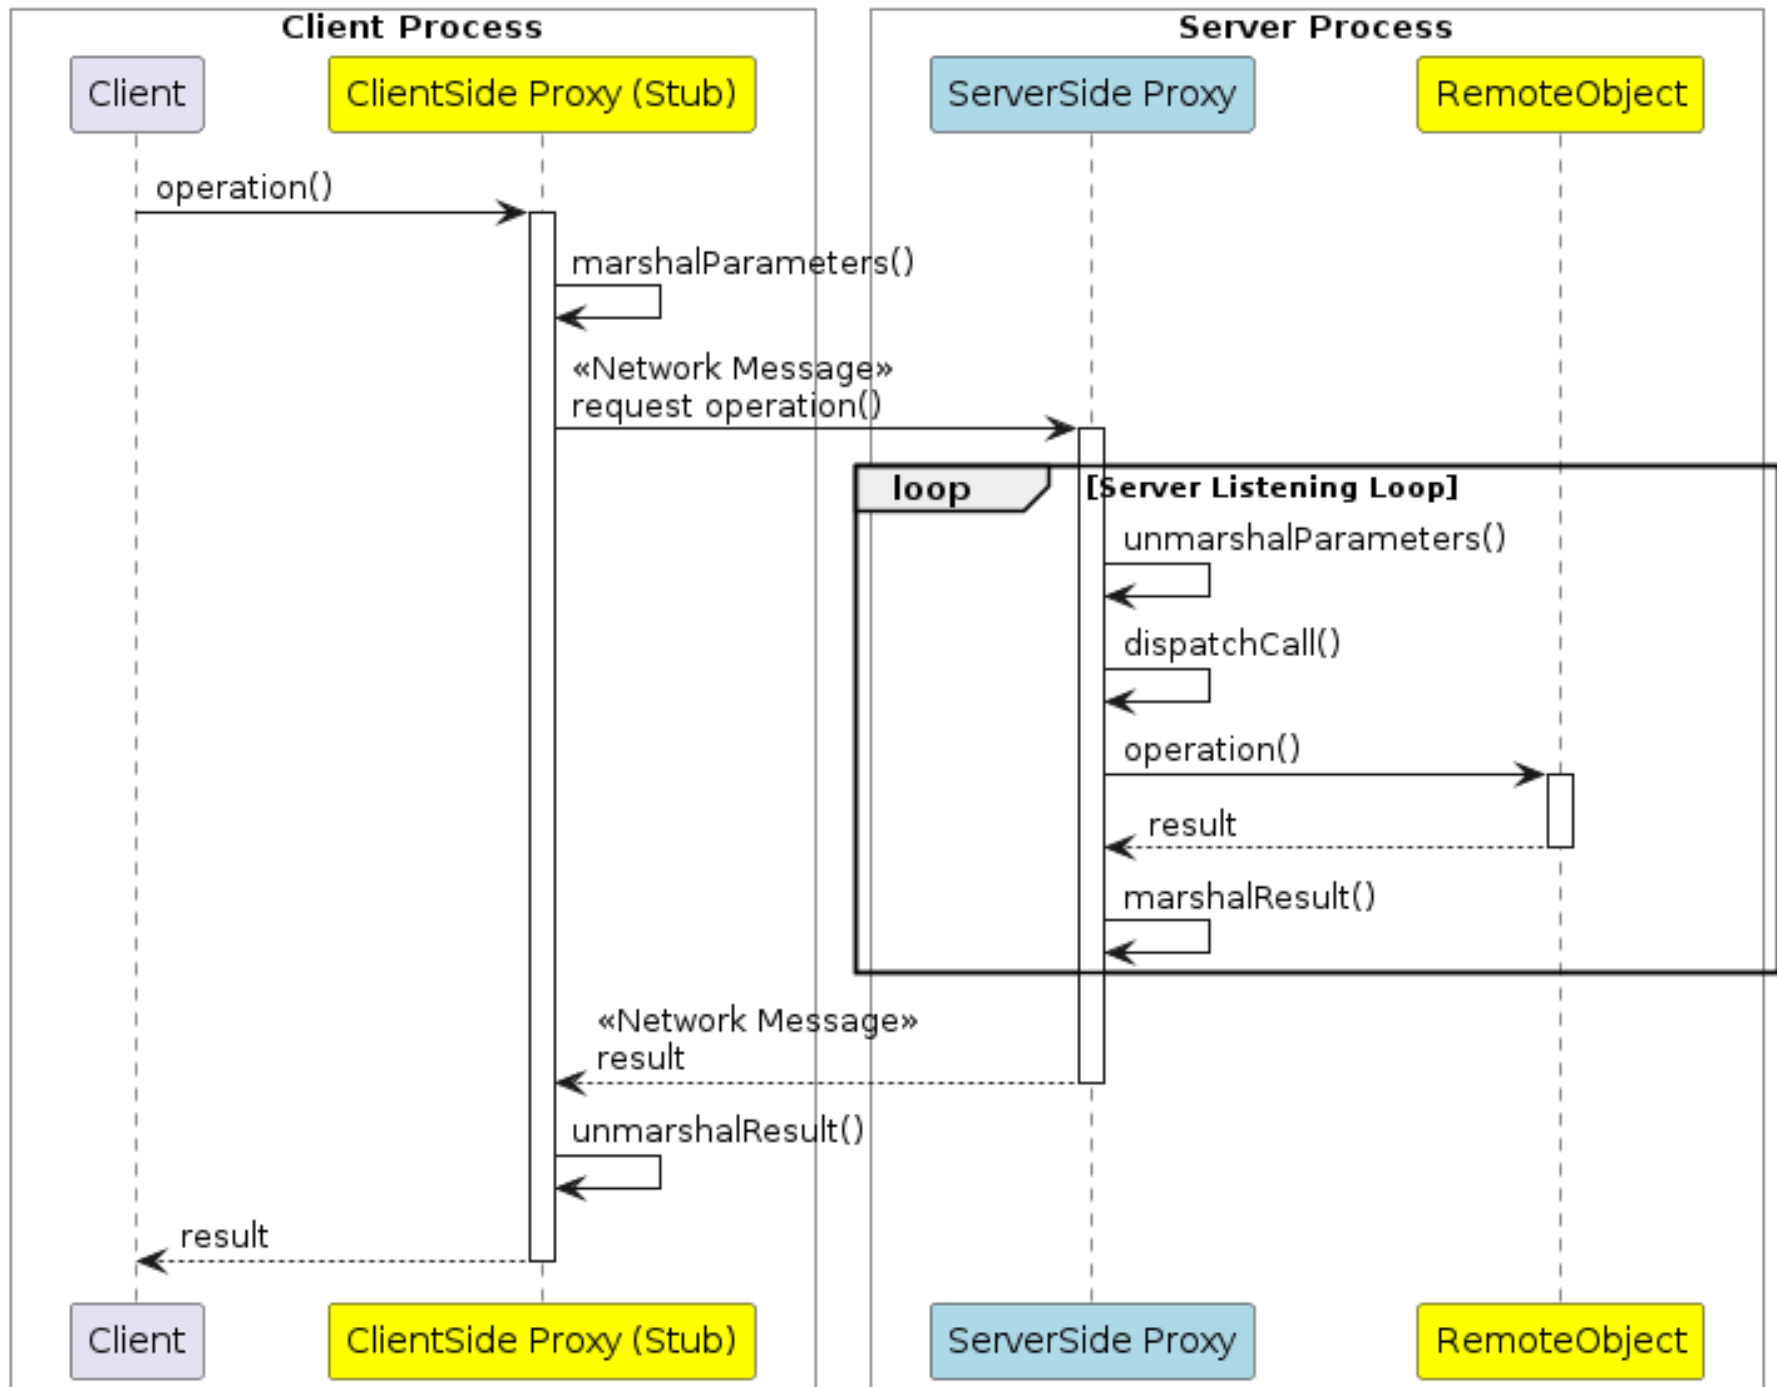 Client Process
Server Process
Client
ClientSide Proxy (Stub)
ServerSide Proxy
RemoteObject
operation()
marshalParameters()
«Network Message»
request operation()
loop
[Server Listening Loop]
unmarshalParameters()
dispatchCall()
operation()
result
marshalResult()
«Network Message»
result
unmarshalResult()
result
Client
ClientSide Proxy (Stub)
ServerSide Proxy
RemoteObject